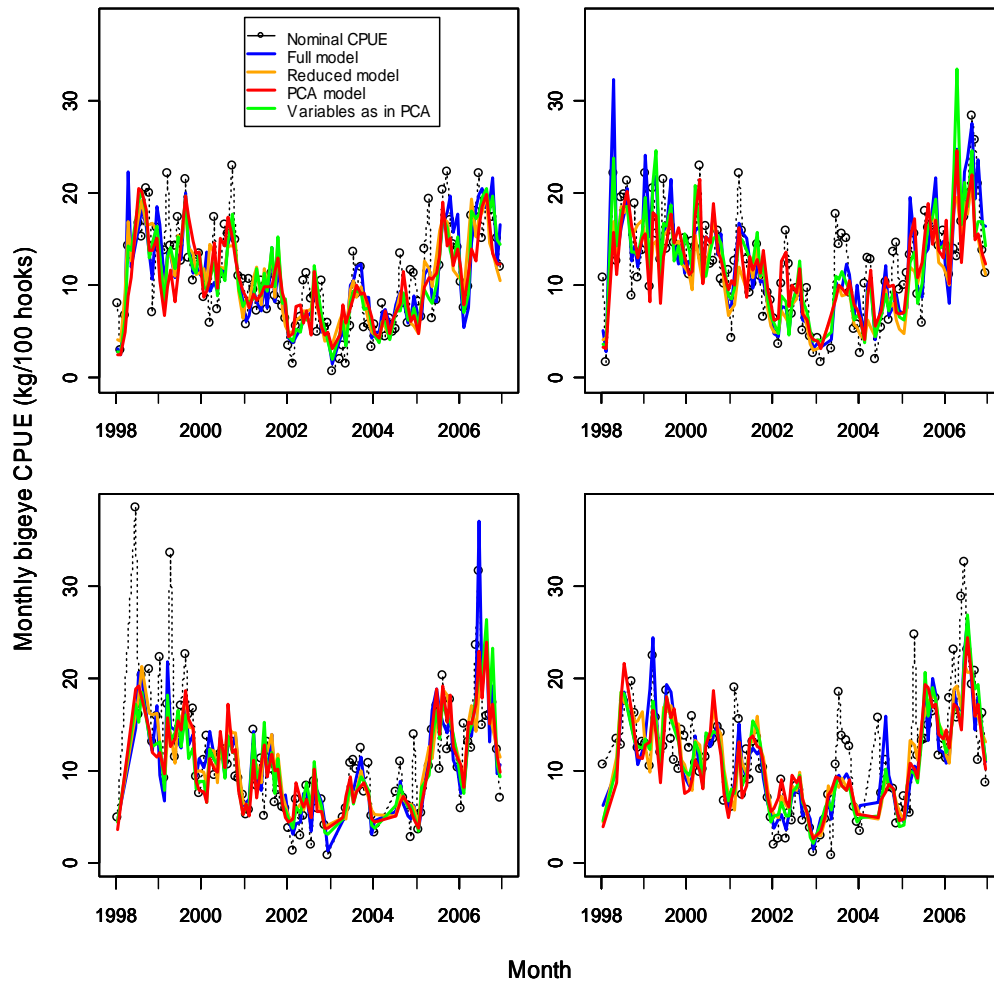 Nominal CPUE
Full model
Reduced model
PCA model
Variables as in PCA
0 10 20 30
1998 2000 2002 2004 2006
0 10 20 30
1998 2000 2002 2004 2006
Monthly bigeye CPUE (kg/100 hooks)
0 10 20 30
1998 2000 2002 2004 2006
0 10 20 30
1998 2000 2002 2004 2006
Month